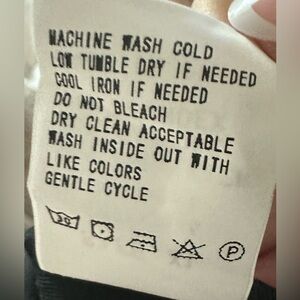 MACHINE WASH COLD
LOW TUMBLE DRY IF NEEDED
COOL IRON IF NEEDED
DO NOT BLEACH
DRY CLEAN ACCEPTABLE
WASH INSIDE OUT WITH
LIKE COLORS
GENTLE CYCLE
30 P